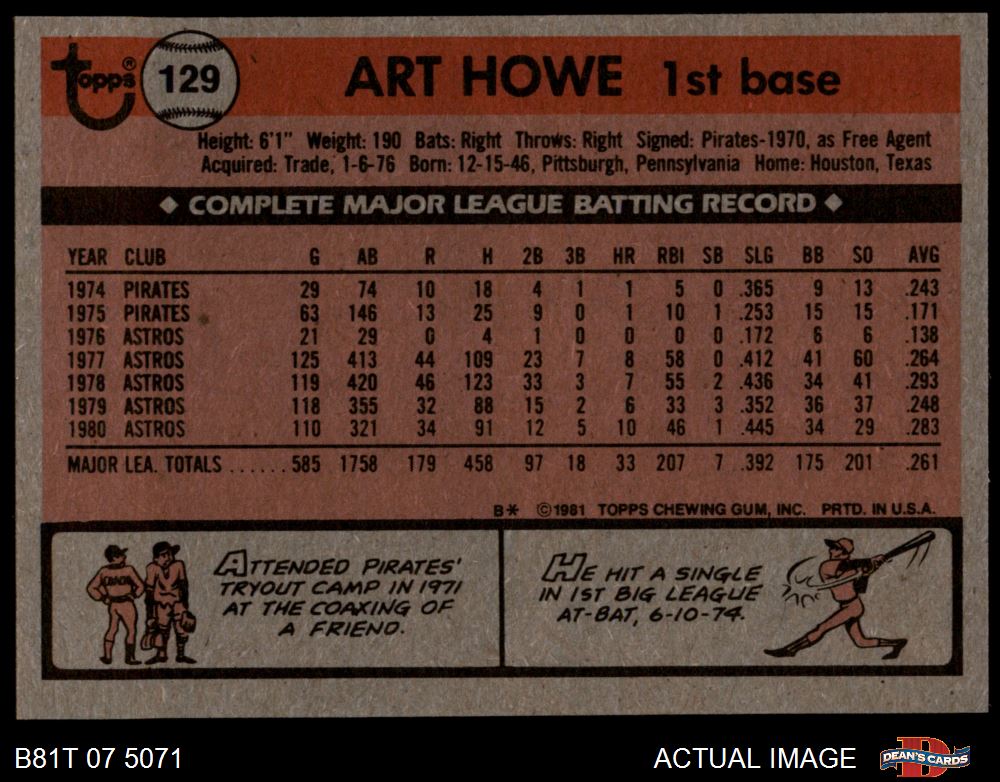 topps® 129 ART HOWE 1st base
Height: 6'1" Weight: 190 Bats: Right Throws: Right Signed: Pirates-1970, as Free Agent
Acquired: Trade, 1-6-76 Born: 12-15-46, Pittsburgh, Pennsylvania Home: Houston, Texas
◆ COMPLETE MAJOR LEAGUE BATTING RECORD ◆
YEAR CLUB G AB R H 2B 3B HR RBI SB SLG BB SO AVG
1974 PIRATES 29 74 10 18 4 1 1 5 0 .365 9 13 .243
1975 PIRATES 63 146 13 25 9 0 1 10 1 .253 15 15 .171
1976 ASTROS 21 29 0 4 1 0 0 0 0 .172 6 6 .138
1977 ASTROS 125 413 44 109 23 7 8 58 0 .412 41 60 .264
1978 ASTROS 119 420 46 123 33 3 7 55 2 .436 34 41 .293
1979 ASTROS 118 355 32 88 15 2 6 33 3 .352 36 37 .248
1980 ASTROS 110 321 34 91 12 5 10 46 1 .445 34 29 .283
MAJOR LEA. TOTALS ...... 585 1758 179 458 97 18 33 207 7 .392 175 201 .261
B* ©1981 TOPPS CHEWING GUM, INC. PRTD. IN U.S.A.
ATTENDED PIRATES'
TRYOUT CAMP IN 1971
AT THE COAXING OF
A FRIEND.
HE HIT A SINGLE
IN 1ST BIG LEAGUE
AT-BAT, 6-10-74.
B81T 07 5071 ACTUAL IMAGE DEAN'S CARDS